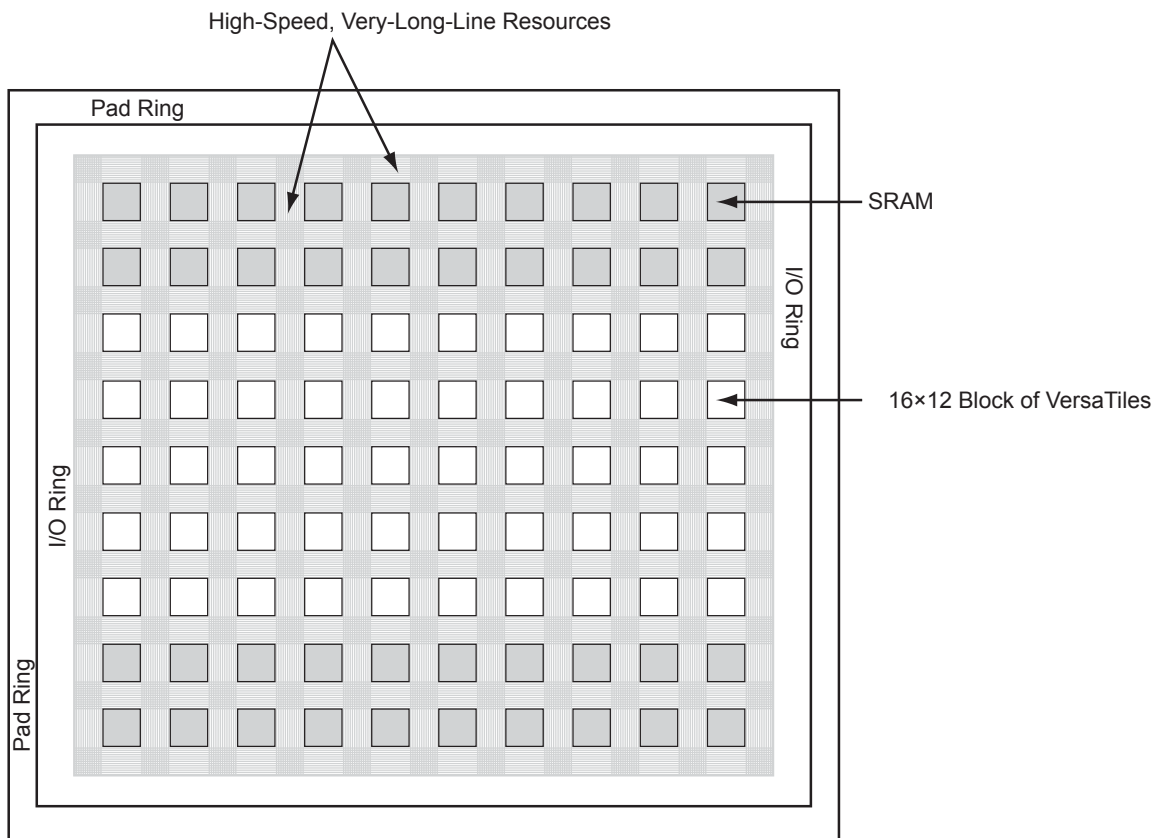 High-Speed, Very-Long-Line Resources
Pad Ring
SRAM
I/O Ring
16×12 Block of VersaTiles
I/O Ring
Pad Ring